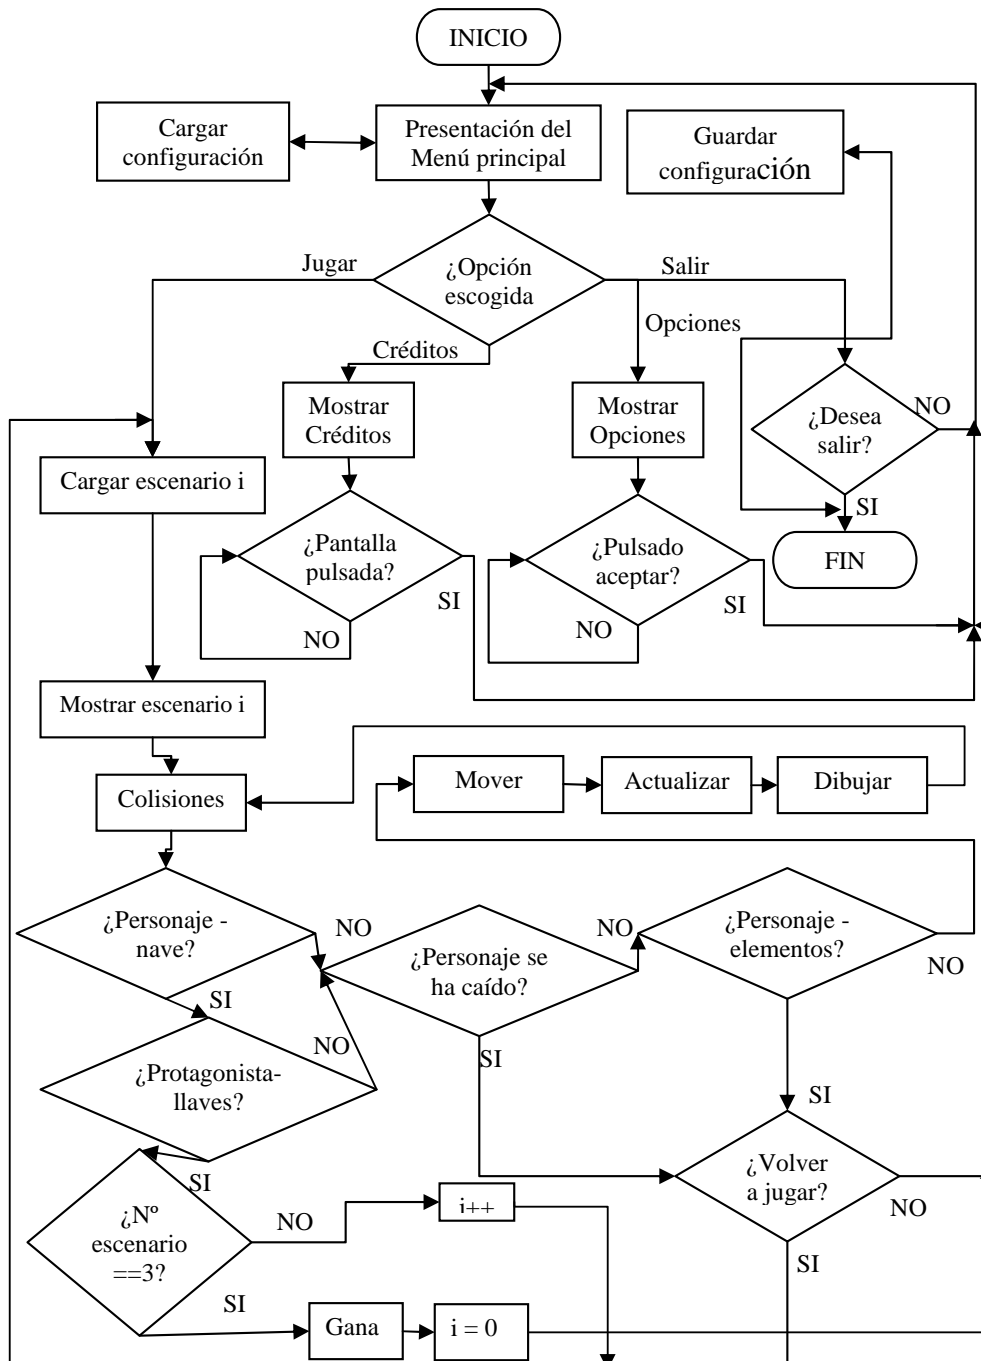 INICIO
Cargar
configuración
Presentación del
Menú principal
Guardar
configuración
Jugar
¿Opción
escogida
Salir
Opciones
Créditos
Mostrar
Créditos
Mostrar
Opciones
¿Desea
salir?
NO
SI
FIN
Cargar escenario i
¿Pantalla
pulsada?
SI
NO
¿Pulsado
aceptar?
SI
NO
Mostrar escenario i
Colisiones
Mover
Actualizar
Dibujar
¿Personaje -
nave?
NO
SI
¿Personaje se
ha caído?
NO
SI
¿Personaje -
elementos?
NO
SI
¿Protagonista-
llaves?
NO
SI
¿Volver
a jugar?
NO
SI
¿Nº
escenario
==3?
NO
i++
SI
Gana
i = 0